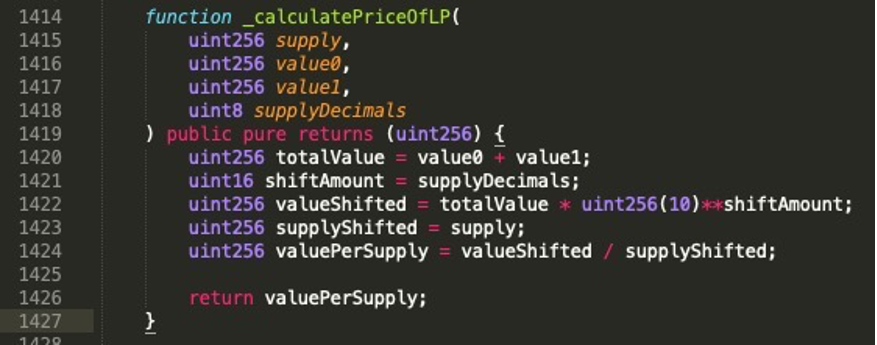 1414 function _calculatePriceOfLP(
1415 uint256 supply,
1416 uint256 value0,
1417 uint256 value1,
1418 uint8 supplyDecimals
1419 ) public pure returns (uint256) {
1420 uint256 totalValue = value0 + value1;
1421 uint16 shiftAmount = supplyDecimals;
1422 uint256 valueShifted = totalValue * uint256(10)**shiftAmount;
1423 uint256 supplyShifted = supply;
1424 uint256 valuePerSupply = valueShifted / supplyShifted;
1425
1426 return valuePerSupply;
1427 }
1428